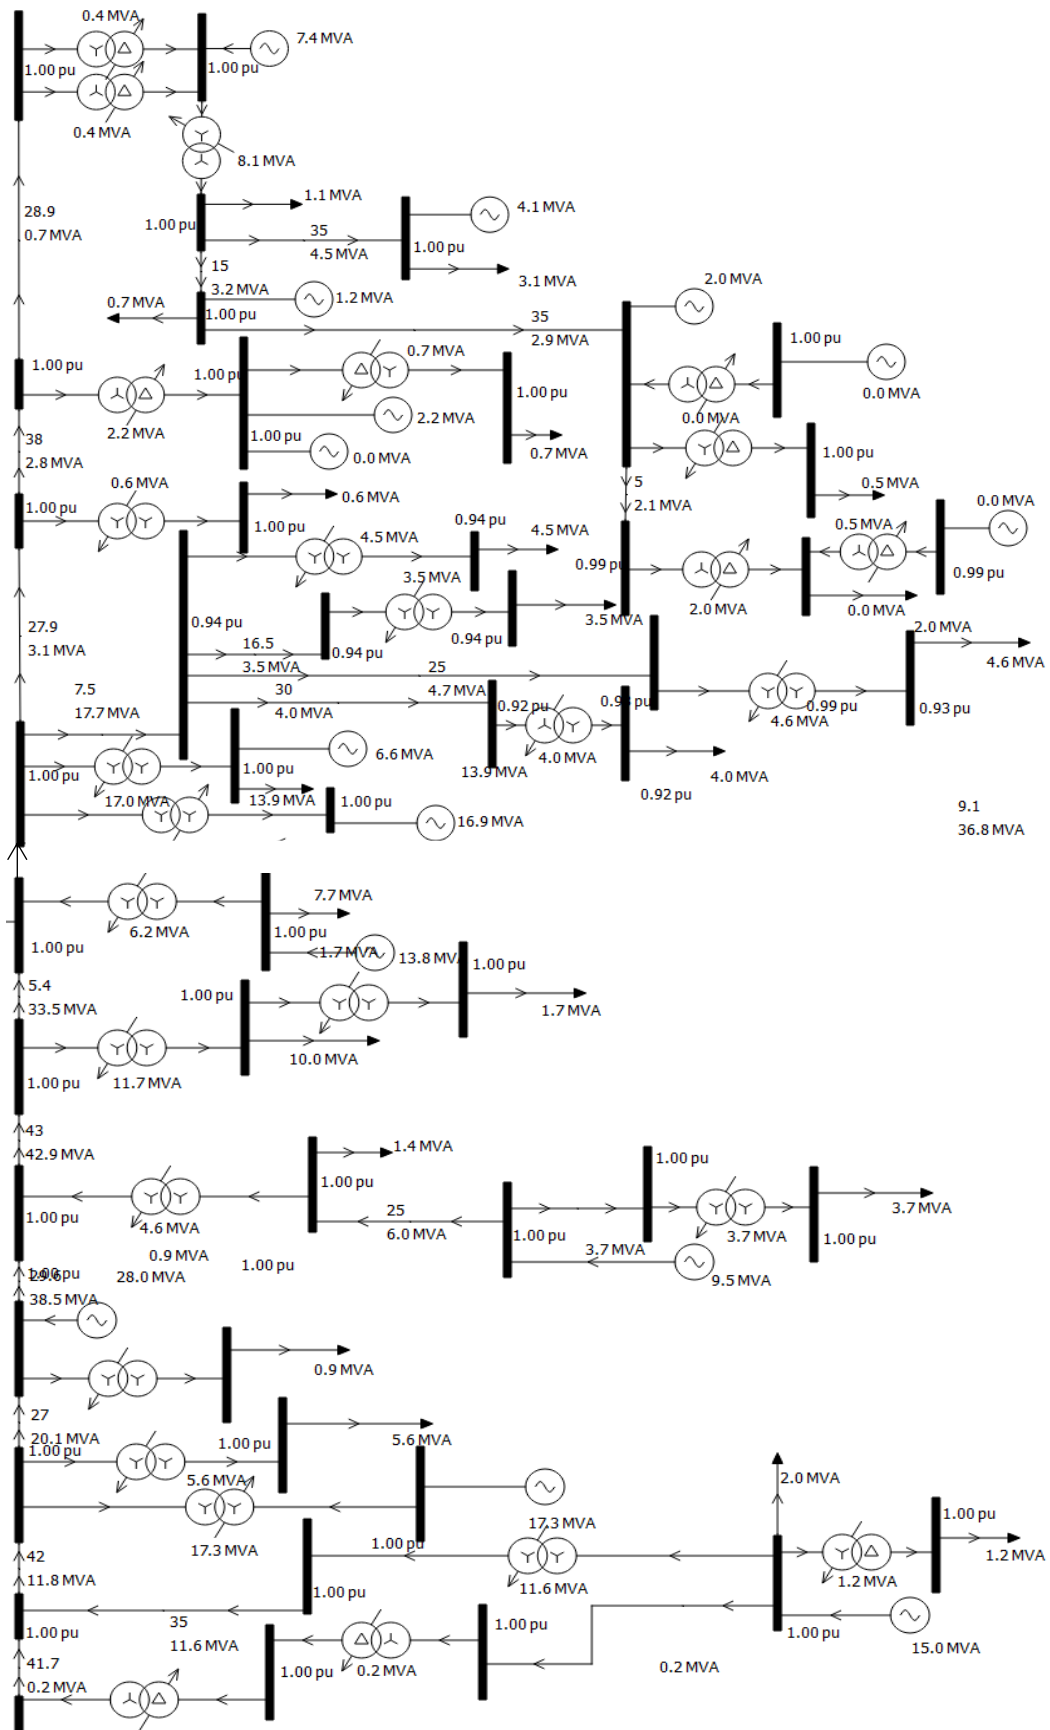 0.4 MVA
7.4 MVA
1.00 pu
1.00 pu
0.4 MVA
8.1 MVA
1.1 MVA
28.9
0.7 MVA
1.00 pu
35
4.5 MVA
4.1 MVA
1.00 pu
3.1 MVA
15
3.2 MVA
1.2 MVA
0.7 MVA
1.00 pu
35
2.9 MVA
2.0 MVA
1.00 pu
0.0 MVA
0.0 MVA
1.00 pu
1.00 pu
0.7 MVA
1.00 pu
2.2 MVA
2.2 MVA
1.00 pu
0.0 MVA
0.7 MVA
1.00 pu
0.5 MVA
38
2.8 MVA
5
2.1 MVA
0.6 MVA
0.6 MVA
1.00 pu
1.00 pu
4.5 MVA
0.94 pu
4.5 MVA
0.99 pu
2.0 MVA
0.5 MVA
0.0 MVA
0.99 pu
0.0 MVA
3.5 MVA
3.5 MVA
0.94 pu
0.94 pu
16.5
3.5 MVA
0.94 pu
27.9
3.1 MVA
25
4.7 MVA
2.0 MVA
4.6 MVA
7.5
17.7 MVA
30
4.0 MVA
0.92 pu
0.93 pu
0.99 pu
4.6 MVA
0.93 pu
4.0 MVA
4.0 MVA
13.9 MVA
0.92 pu
1.00 pu
1.00 pu
6.6 MVA
17.0 MVA
13.9 MVA
1.00 pu
16.9 MVA
9.1
36.8 MVA
7.7 MVA
6.2 MVA
1.00 pu
1.00 pu
1.7 MVA
13.8 MVA
1.00 pu
5.4
33.5 MVA
1.00 pu
1.7 MVA
10.0 MVA
1.00 pu
11.7 MVA
43
42.9 MVA
1.4 MVA
1.00 pu
1.00 pu
1.00 pu
4.6 MVA
25
6.0 MVA
1.00 pu
3.7 MVA
3.7 MVA
3.7 MVA
1.00 pu
0.9 MVA
28.0 MVA
1.00 pu
9.5 MVA
1.00 pu
29.6
38.5 MVA
0.9 MVA
27
20.1 MVA
1.00 pu
1.00 pu
5.6 MVA
5.6 MVA
17.3 MVA
17.3 MVA
1.00 pu
2.0 MVA
1.00 pu
1.2 MVA
1.2 MVA
42
11.8 MVA
11.6 MVA
1.00 pu
35
11.6 MVA
1.00 pu
1.00 pu
1.00 pu
15.0 MVA
41.7
0.2 MVA
1.00 pu
0.2 MVA
0.2 MVA